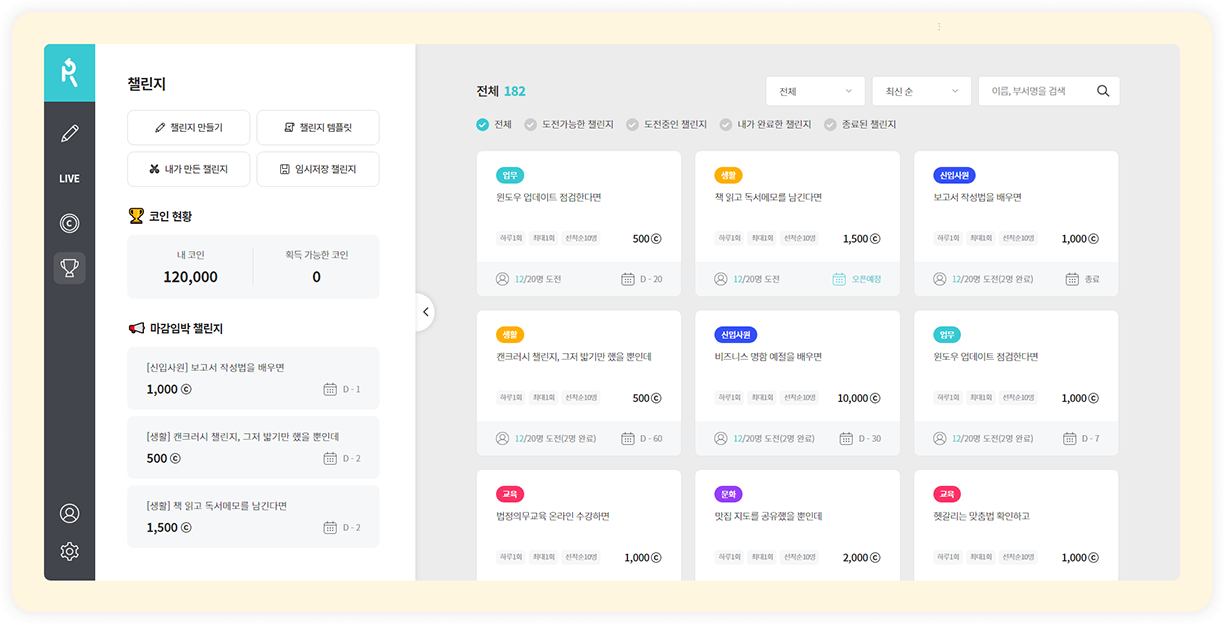 챌린지
챌린지 만들기
챌린지 템플릿
내가 만든 챌린지
임시저장 챌린지
LIVE
코인 현황
내 코인
획득 가능한 코인
120,000
0
마감임박 챌린지
[신입사원] 보고서 작성법을 배우면
1,000 ⓒ
D - 1
[생활] 캔크러시 챌린지, 그저 밟기만 했을 뿐인데
500 ⓒ
D - 2
[생활] 책 읽고 독서메모를 남긴다면
1,500 ⓒ
D - 2
전체 182
전체
최신 순
이름, 부서명을 검색
전체
도전가능한 챌린지
도전중인 챌린지
내가 완료한 챌린지
종료된 챌린지
업무
윈도우 업데이트 점검한다면
하루1회 최대1회 선착순10명 500ⓒ
12/20명 도전 D - 20
생활
책 읽고 독서메모를 남긴다면
하루1회 최대1회 선착순10명 1,500ⓒ
12/20명 도전 오픈예정
신입사원
보고서 작성법을 배우면
하루1회 최대1회 선착순10명 1,000ⓒ
12/20명 도전(2명 완료) 종료
생활
캔크러시 챌린지, 그저 밟기만 했을 뿐인데
하루1회 최대1회 선착순10명 500ⓒ
12/20명 도전(2명 완료) D - 60
신입사원
비즈니스 명함 예절을 배우면
하루1회 최대1회 선착순10명 10,000ⓒ
12/20명 도전(2명 완료) D - 30
업무
윈도우 업데이트 점검한다면
하루1회 최대1회 선착순10명 1,000ⓒ
12/20명 도전(2명 완료) D - 7
교육
법정의무교육 온라인 수강하면
하루1회 최대1회 선착순10명 1,000ⓒ
문화
맛집 지도를 공유했을 뿐인데
하루1회 최대1회 선착순10명 2,000ⓒ
교육
헷갈리는 맞춤법 확인하고
하루1회 최대1회 선착순10명 1,000ⓒ